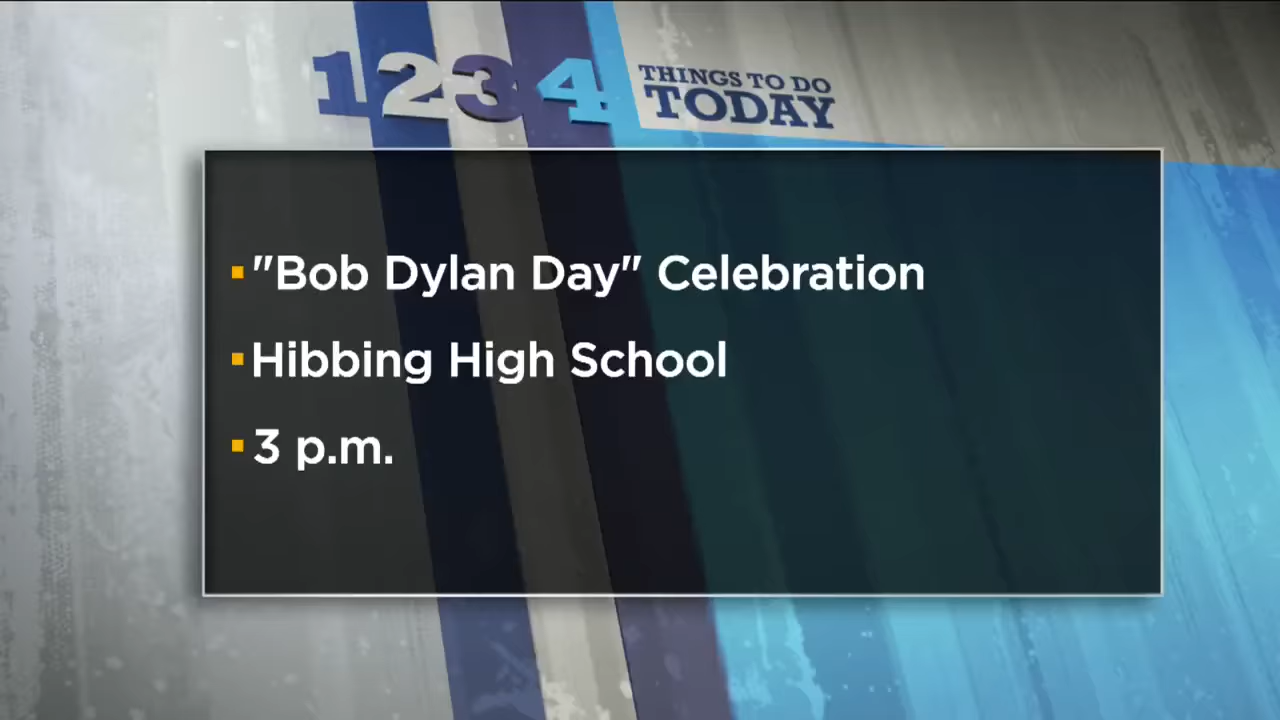 1234
THINGS TO DO
TODAY
"Bob Dylan Day" Celebration
Hibbing High School
3 p.m.